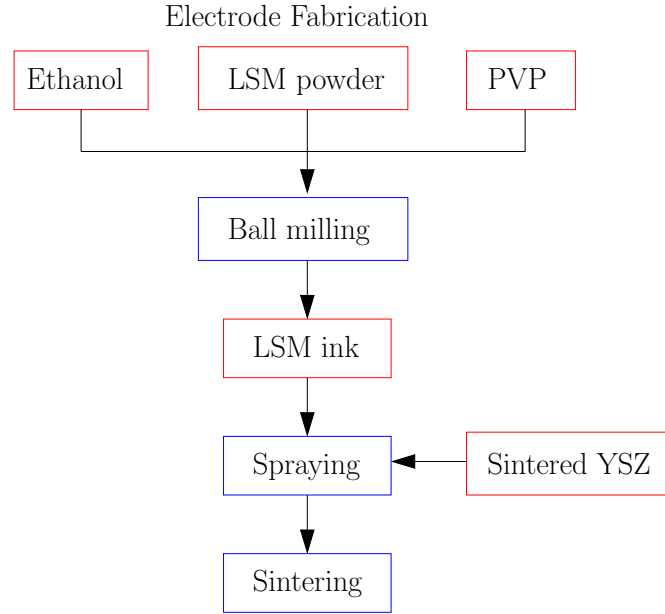 Electrode Fabrication
Ethanol
LSM powder
PVP
Ball milling
LSM ink
Spraying
Sintered YSZ
Sintering